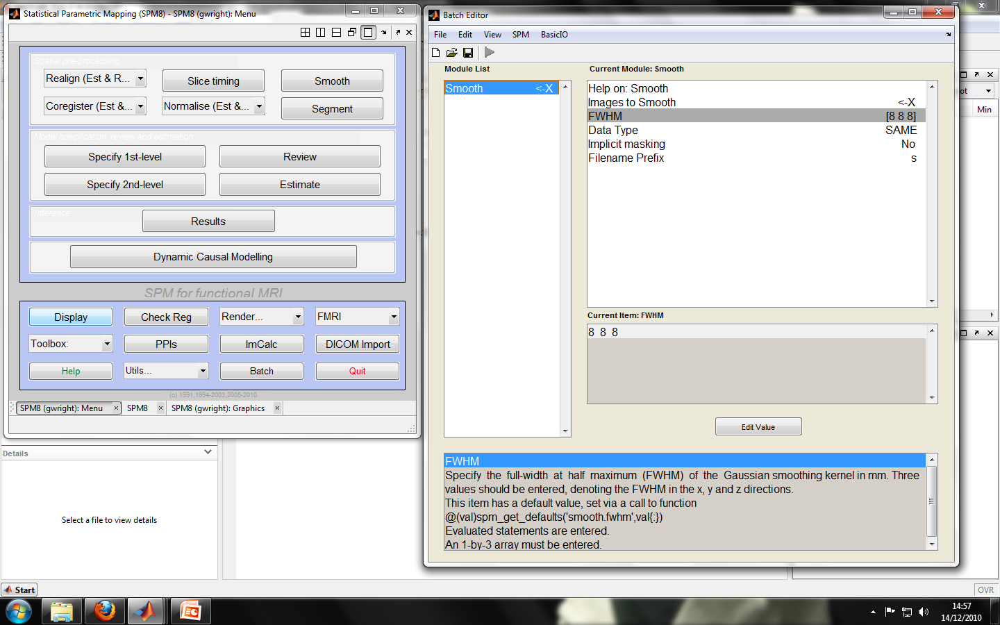 Statistical Parametric Mapping (SPM8) - SPM8 (gwright): Menu
Spatial pre-processing
Realign (Est & R...
Slice timing
Smooth
Coregister (Est &...
Normalise (Est &...
Segment
Model specification, review and estimation
Specify 1st-level
Review
Specify 2nd-level
Estimate
Inference
Results
Dynamic Causal Modelling
SPM for functional MRI
Display
Check Reg
Render...
FMRI
Toolbox:
PPIs
ImCalc
DICOM Import
Help
Utils...
Batch
Quit
(c) 1991,1994-2003,2005-2010
SPM8 (gwright): Menu
SPM8
SPM8 (gwright): Graphics
Details
Select a file to view details
Batch Editor
File Edit View SPM BasicIO
Module List
Smooth <-X
Current Module: Smooth
Help on: Smooth
Images to Smooth <-X
FWHM [8 8 8]
Data Type SAME
Implicit masking No
Filename Prefix s
Current Item: FWHM
8 8 8
Edit Value
FWHM
Specify the full-width at half maximum (FWHM) of the Gaussian smoothing kernel in mm. Three
values should be entered, denoting the FWHM in the x, y and z directions.
This item has a default value, set via a call to function
@(val)spm_get_defaults('smooth.fwhm',val{:})
Evaluated statements are entered.
An 1-by-3 array must be entered.
ot
Min
Start
OVR
14:57
14/12/2010